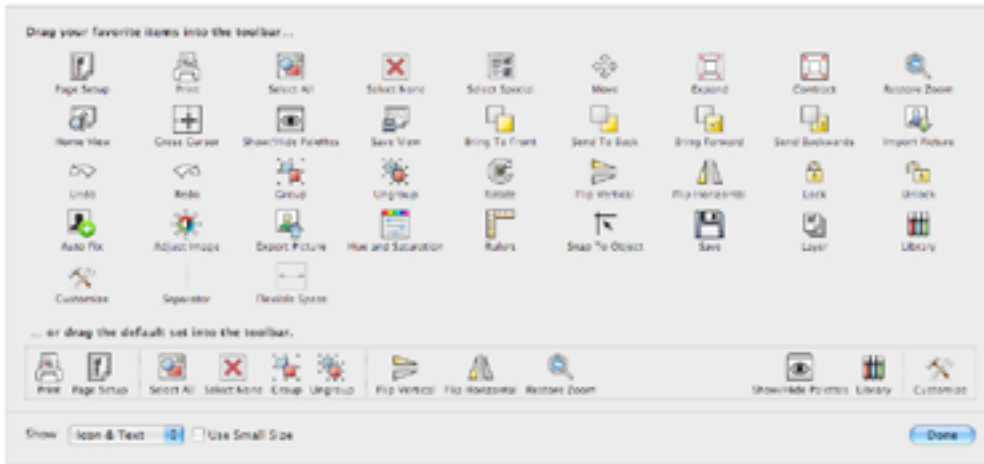 Drag your favorite items into the toolbar...
Page Setup Print Select All Select None Select Special Move Expand Contract Restore Zoom
Home View Cross Cursor Show/Hide Palettes Save View Bring To Front Send To Back Bring Forward Send Backwards Import Picture
Undo Redo Group Ungroup Rotate Flip Vertical Flip Horizontal Lock Unlock
Auto Fix Adjust Image Export Picture Hue and Saturation Rulers Snap To Object Save Layer Library
Customize Separator Flexible Space
... or drag the default set into the toolbar.
Print Page Setup Select All Select None Group Ungroup Flip Vertical Flip Horizontal Restore Zoom Show/Hide Palettes Library Customize
Show Icon & Text Use Small Size Done